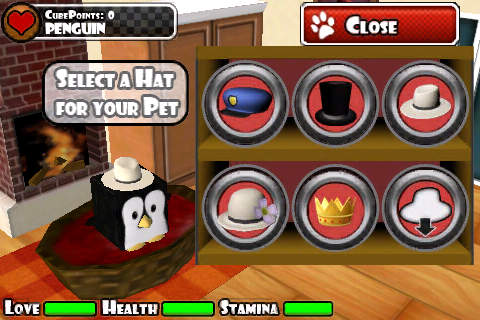 CubePoints: 0
Penguin
Close
Select a Hat
for your Pet
Love
Health
Stamina